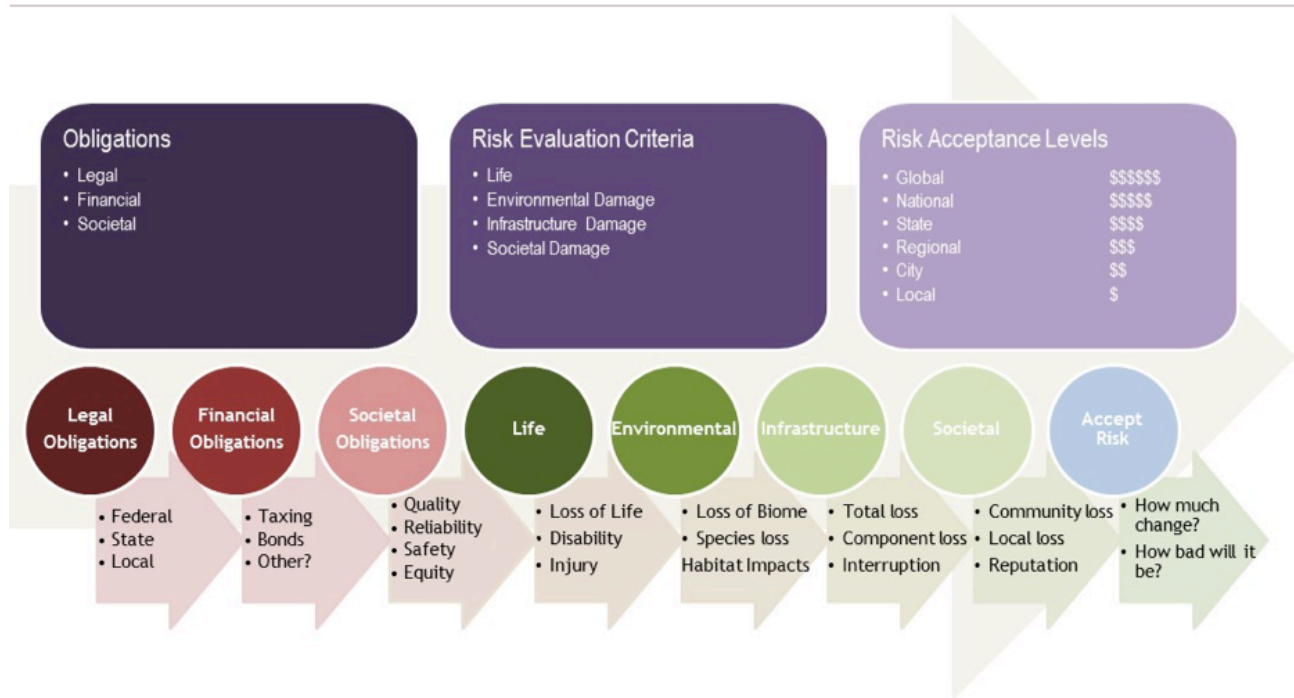 Obligations
• Legal
• Financial
• Societal
Risk Evaluation Criteria
• Life
• Environmental Damage
• Infrastructure Damage
• Societal Damage
Risk Acceptance Levels
• Global $$$$$$
• National $$$$$
• State $$$$
• Regional $$$
• City $$
• Local $
Legal
Obligations
• Federal
• State
• Local
Financial
Obligations
• Taxing
• Bonds
• Other?
Societal
Obligations
• Quality
• Reliability
• Safety
• Equity
Life
• Loss of Life
• Disability
• Injury
Environmental
• Loss of Biome
• Species loss
Habitat Impacts
Infrastructure
• Total loss
• Component loss
• Interruption
Societal
• Community loss
• Local loss
• Reputation
Accept
Risk
• How much
change?
• How bad will it
be?